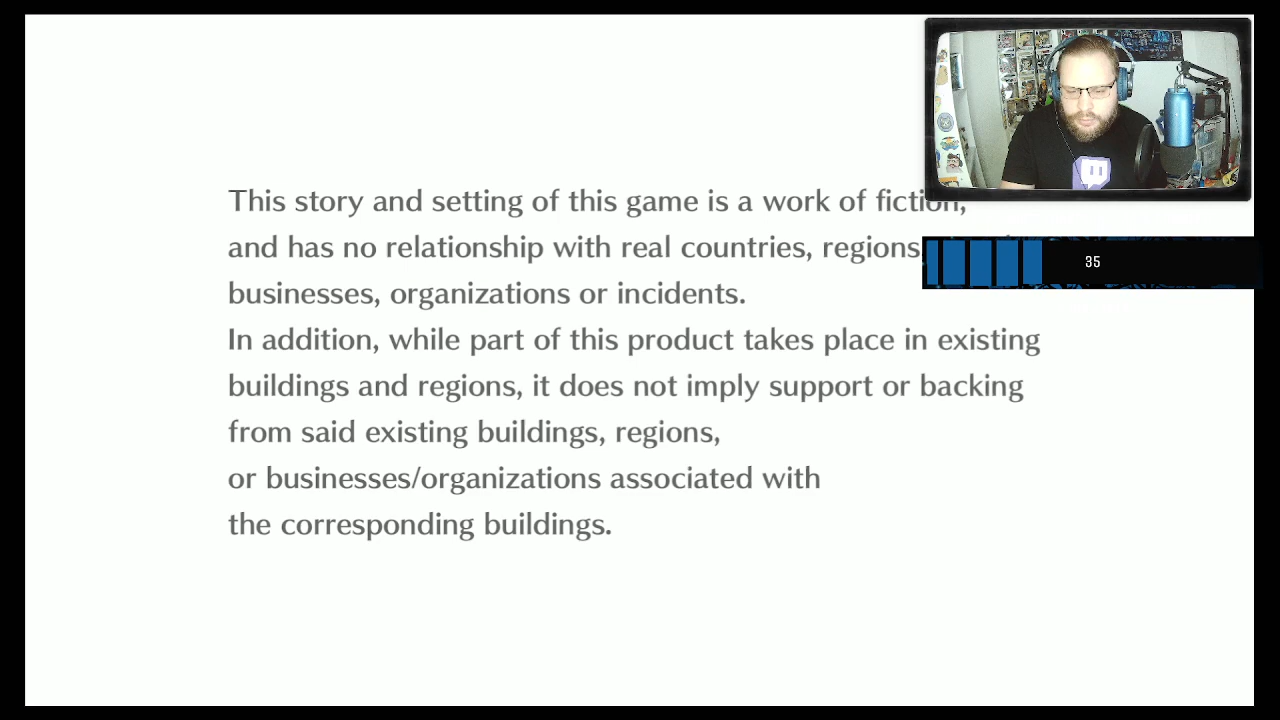 This story and setting of this game is a work of fiction,
and has no relationship with real countries, regions
businesses, organizations or incidents.
In addition, while part of this product takes place in existing
buildings and regions, it does not imply support or backing
from said existing buildings, regions,
or businesses/organizations associated with
the corresponding buildings.
35